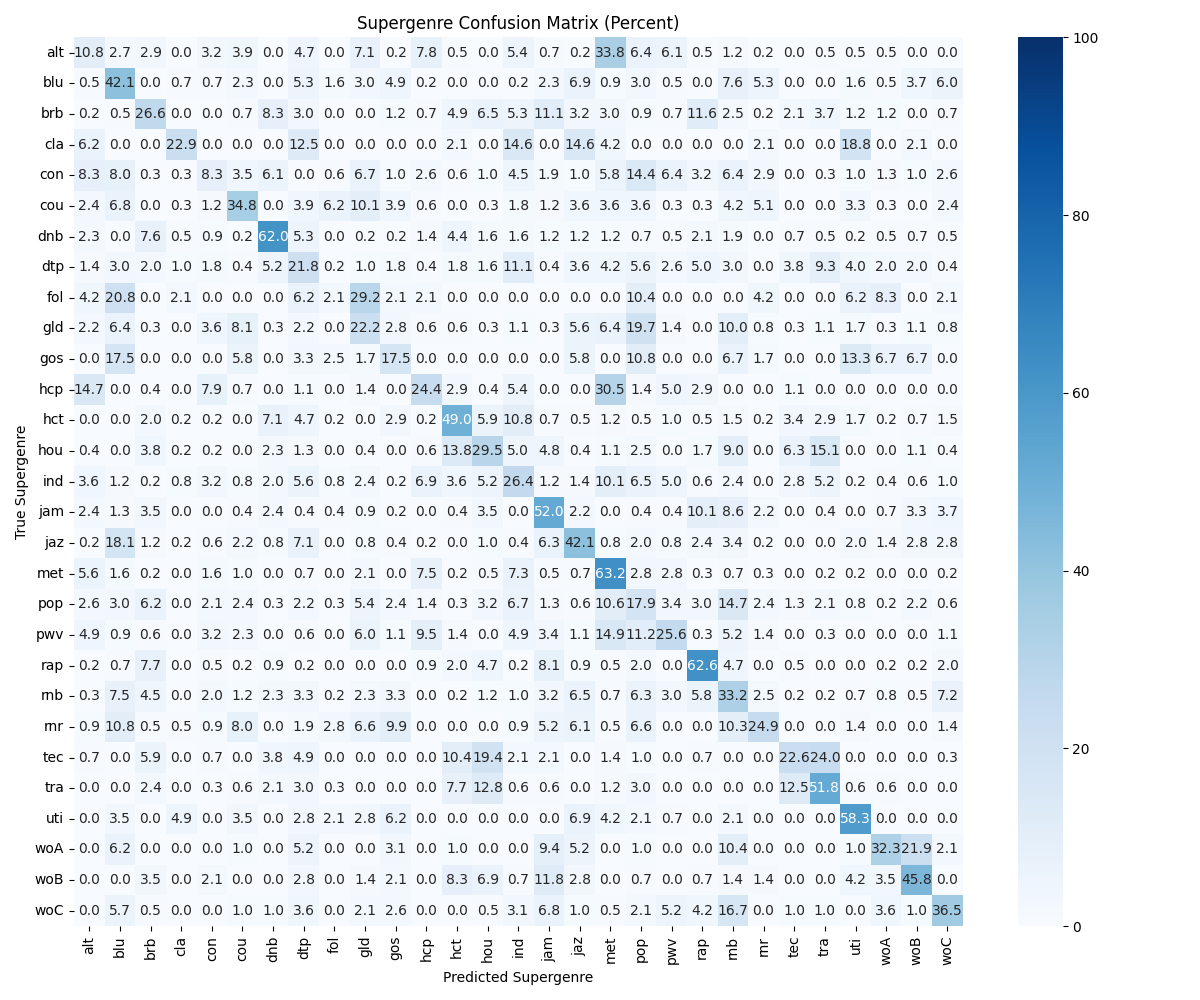 Supergenre Confusion Matrix (Percent)
alt 10.8 2.7 2.9 0.0 3.2 3.9 0.0 4.7 0.0 7.1 0.2 7.8 0.5 0.0 5.4 0.7 0.2 33.8 6.4 6.1 0.5 1.2 0.2 0.0 0.5 0.5 0.5 0.0 0.0
blu 0.5 42.1 0.0 0.7 0.7 2.3 0.0 5.3 1.6 3.0 4.9 0.2 0.0 0.0 0.2 2.3 6.9 0.9 3.0 0.5 0.0 7.6 5.3 0.0 0.0 1.6 0.5 3.7 6.0
brb 0.2 0.5 26.6 0.0 0.0 0.7 8.3 3.0 0.0 0.0 1.2 0.7 4.9 6.5 5.3 11.1 3.2 3.0 0.9 0.7 11.6 2.5 0.2 2.1 3.7 1.2 1.2 0.0 0.7
cla 6.2 0.0 0.0 22.9 0.0 0.0 0.0 12.5 0.0 0.0 0.0 0.0 2.1 0.0 14.6 0.0 14.6 4.2 0.0 0.0 0.0 0.0 2.1 0.0 0.0 18.8 0.0 2.1 0.0
con 8.3 8.0 0.3 0.3 8.3 3.5 6.1 0.0 0.6 6.7 1.0 2.6 0.6 1.0 4.5 1.9 1.0 5.8 14.4 6.4 3.2 6.4 2.9 0.0 0.3 1.0 1.3 1.0 2.6
cou 2.4 6.8 0.0 0.3 1.2 34.8 0.0 3.9 6.2 10.1 3.9 0.6 0.0 0.3 1.8 1.2 3.6 3.6 3.6 0.3 0.3 4.2 5.1 0.0 0.0 3.3 0.3 0.0 2.4
dnb 2.3 0.0 7.6 0.5 0.9 0.2 62.0 5.3 0.0 0.2 0.2 1.4 4.4 1.6 1.6 1.2 1.2 1.2 0.7 0.5 2.1 1.9 0.0 0.7 0.5 0.2 0.5 0.7 0.5
dtp 1.4 3.0 2.0 1.0 1.8 0.4 5.2 21.8 0.2 1.0 1.8 0.4 1.8 1.6 11.1 0.4 3.6 4.2 5.6 2.6 5.0 3.0 0.0 3.8 9.3 4.0 2.0 2.0 0.4
fol 4.2 20.8 0.0 2.1 0.0 0.0 0.0 6.2 2.1 29.2 2.1 2.1 0.0 0.0 0.0 0.0 0.0 0.0 10.4 0.0 0.0 0.0 4.2 0.0 0.0 6.2 8.3 0.0 2.1
gld 2.2 6.4 0.3 0.0 3.6 8.1 0.3 2.2 0.0 22.2 2.8 0.6 0.6 0.3 1.1 0.3 5.6 6.4 19.7 1.4 0.0 10.0 0.8 0.3 1.1 1.7 0.3 1.1 0.8
gos 0.0 17.5 0.0 0.0 0.0 5.8 0.0 3.3 2.5 1.7 17.5 0.0 0.0 0.0 0.0 0.0 5.8 0.0 10.8 0.0 0.0 6.7 1.7 0.0 0.0 13.3 6.7 6.7 0.0
hcp 14.7 0.0 0.4 0.0 7.9 0.7 0.0 1.1 0.0 1.4 0.0 24.4 2.9 0.4 5.4 0.0 0.0 30.5 1.4 5.0 2.9 0.0 0.0 1.1 0.0 0.0 0.0 0.0 0.0
hct 0.0 0.0 2.0 0.2 0.2 0.0 7.1 4.7 0.2 0.0 2.9 0.2 49.0 5.9 10.8 0.7 0.5 1.2 0.5 1.0 0.5 1.5 0.2 3.4 2.9 1.7 0.2 0.7 1.5
hou 0.4 0.0 3.8 0.2 0.2 0.0 2.3 1.3 0.0 0.4 0.0 0.6 13.8 29.5 5.0 4.8 0.4 1.1 2.5 0.0 1.7 9.0 0.2 6.3 15.1 0.0 0.0 1.1 0.4
ind 3.6 1.2 0.2 0.8 3.2 0.8 2.0 5.6 0.8 2.4 0.2 6.9 3.6 5.2 26.4 1.2 1.4 10.1 6.5 5.0 0.6 2.4 0.0 2.8 5.2 0.2 0.4 0.6 1.0
jam 2.4 1.3 3.5 0.0 0.0 0.4 2.4 0.4 0.4 0.9 0.2 0.0 0.4 3.5 0.0 52.0 2.2 0.0 0.4 0.4 10.1 8.6 2.2 0.0 0.4 0.0 0.7 3.3 3.7
jaz 0.2 18.1 1.2 0.2 0.6 2.2 0.8 7.1 0.0 0.8 0.4 0.2 0.0 1.0 0.4 6.3 42.1 0.8 2.0 0.8 2.4 3.4 0.2 0.0 0.0 2.0 1.4 2.8 2.8
met 5.6 1.6 0.2 0.0 1.6 1.0 0.0 0.7 0.0 2.1 0.0 7.5 0.2 0.5 7.3 0.5 0.7 63.2 2.8 2.8 0.3 0.7 0.3 0.0 0.2 0.2 0.0 0.0 0.2
pop 2.6 3.0 6.2 0.0 2.1 2.4 0.3 2.2 0.3 5.4 2.4 1.4 0.3 3.2 6.7 1.3 0.6 10.6 17.9 3.4 3.0 14.7 2.4 1.3 2.1 0.8 0.2 2.2 0.6
pwv 4.9 0.9 0.6 0.0 3.2 2.3 0.0 0.6 0.0 6.0 1.1 9.5 1.4 0.0 4.9 3.4 1.1 14.9 11.2 25.6 0.3 5.2 1.4 0.0 0.3 0.0 0.0 0.0 1.1
rap 0.2 0.7 7.7 0.0 0.5 0.2 0.9 0.2 0.0 0.0 0.0 0.9 2.0 4.7 0.2 8.1 0.9 0.5 2.0 0.0 62.6 4.7 0.0 0.5 0.0 0.0 0.2 0.2 2.0
rnb 0.3 7.5 4.5 0.0 2.0 1.2 2.3 3.3 0.2 2.3 3.3 0.0 0.2 1.2 1.0 3.2 6.5 0.7 6.3 3.0 5.8 33.2 2.5 0.2 0.2 0.7 0.8 0.5 7.2
rnr 0.9 10.8 0.5 0.5 0.9 8.0 0.0 1.9 2.8 6.6 9.9 0.0 0.0 0.0 0.9 5.2 6.1 0.5 6.6 0.0 0.0 10.3 24.9 0.0 0.0 1.4 0.0 0.0 1.4
tec 0.7 0.0 5.9 0.0 0.7 0.0 3.8 4.9 0.0 0.0 0.0 0.0 10.4 19.4 2.1 2.1 0.0 1.4 1.0 0.0 0.7 0.0 0.0 22.6 24.0 0.0 0.0 0.0 0.3
tra 0.0 0.0 2.4 0.0 0.3 0.6 2.1 3.0 0.3 0.0 0.0 0.0 7.7 12.8 0.6 0.6 0.0 1.2 3.0 0.0 0.0 0.0 0.0 12.5 51.8 0.6 0.6 0.0 0.0
uti 0.0 3.5 0.0 4.9 0.0 3.5 0.0 2.8 2.1 2.8 6.2 0.0 0.0 0.0 0.0 0.0 6.9 4.2 2.1 0.7 0.0 2.1 0.0 0.0 0.0 58.3 0.0 0.0 0.0
woA 0.0 6.2 0.0 0.0 0.0 1.0 0.0 5.2 0.0 0.0 3.1 0.0 1.0 0.0 0.0 9.4 5.2 0.0 1.0 0.0 0.0 10.4 0.0 0.0 0.0 1.0 32.3 21.9 2.1
woB 0.0 0.0 3.5 0.0 2.1 0.0 0.0 2.8 0.0 1.4 2.1 0.0 8.3 6.9 0.7 11.8 2.8 0.0 0.7 0.0 0.7 1.4 1.4 0.0 0.0 4.2 3.5 45.8 0.0
woC 0.0 5.7 0.5 0.0 0.0 1.0 1.0 3.6 0.0 2.1 2.6 0.0 0.0 0.5 3.1 6.8 1.0 0.5 2.1 5.2 4.2 16.7 0.0 1.0 1.0 0.0 3.6 1.0 36.5
alt blu brb cla con cou dnb dtp fol gld gos hcp hct hou ind jam jaz met pop pwv rap rnb rnr tec tra uti woA woB woC
Predicted Supergenre
True Supergenre
100
80
60
40
20
0